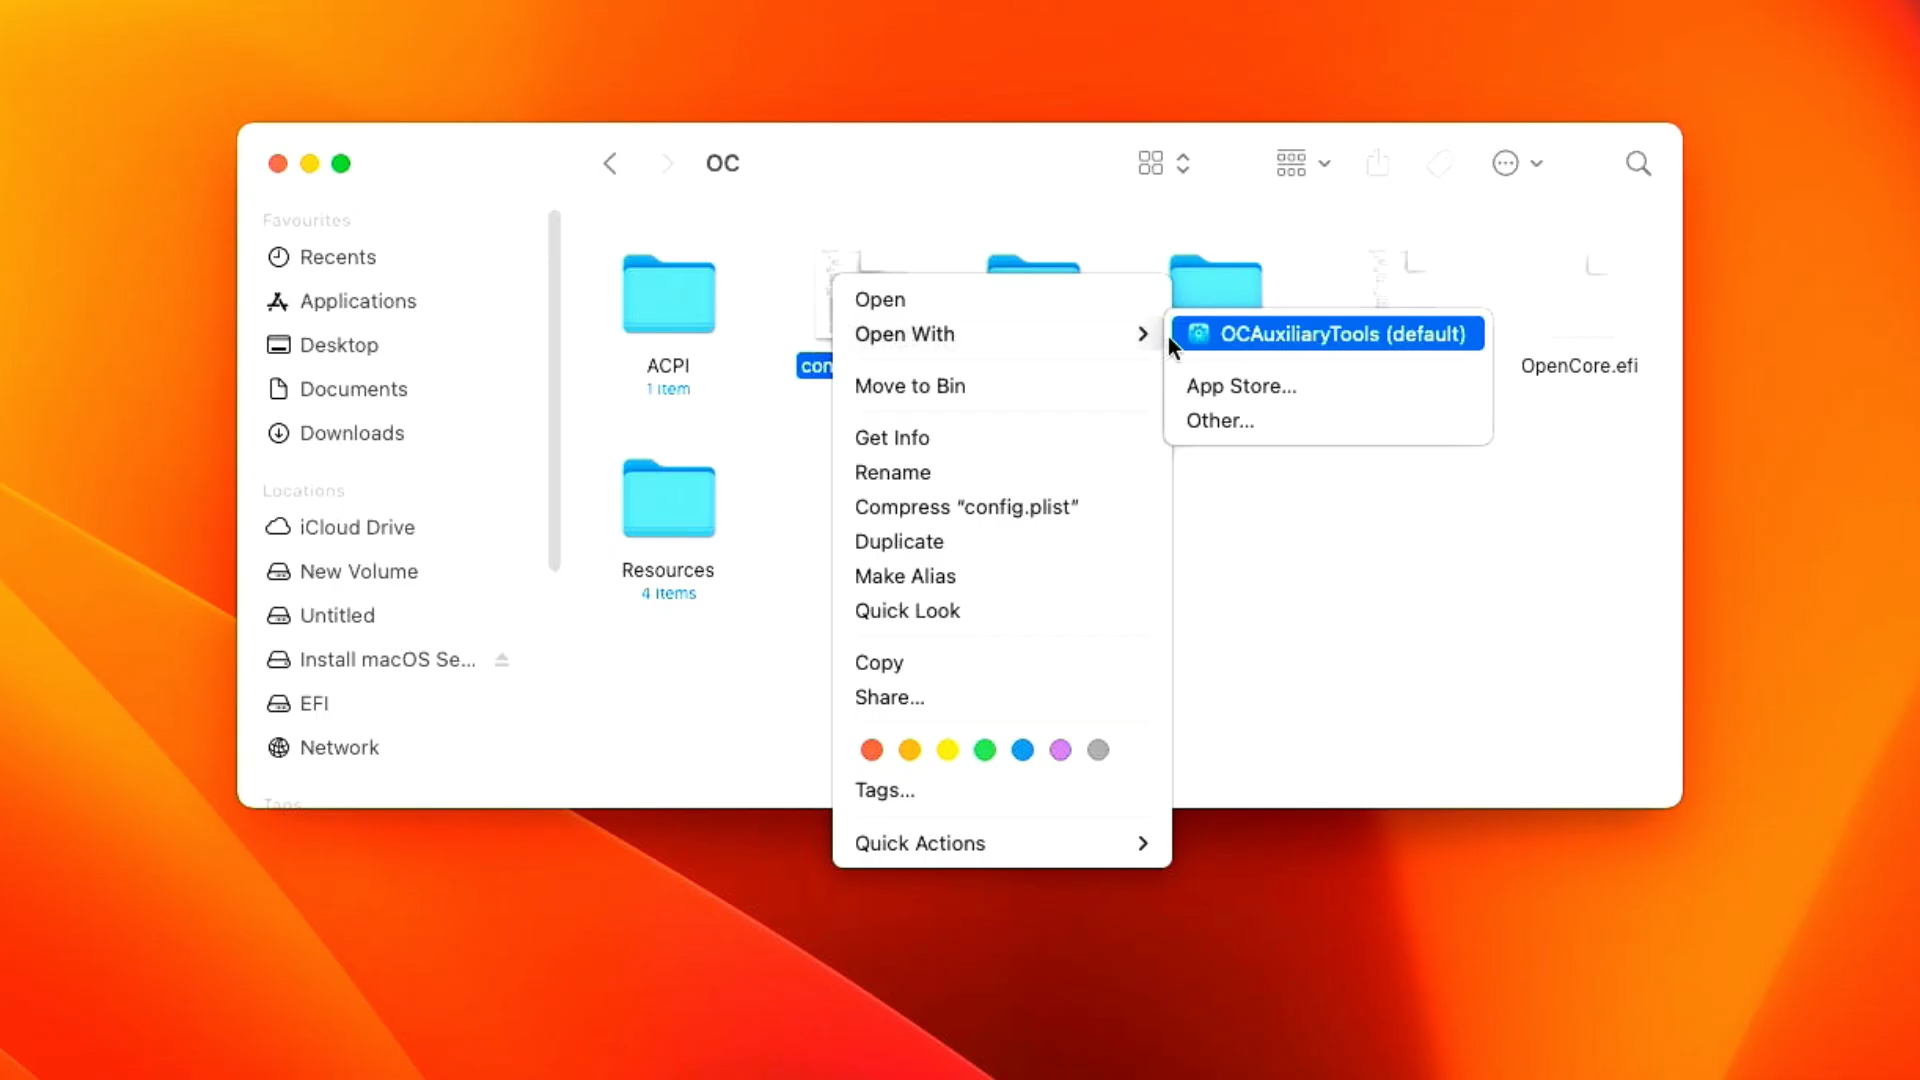 OC
Favourites
Recents
Applications
Desktop
Documents
Downloads
Locations
iCloud Drive
New Volume
Untitled
Install macOS Se...
EFI
Network
Tags
ACPI
1 item
con
OpenCore.efi
Resources
4 items
Open
Open With
Move to Bin
Get Info
Rename
Compress “config.plist”
Duplicate
Make Alias
Quick Look
Copy
Share...
Tags...
Quick Actions
OCAuxiliaryTools (default)
App Store...
Other...